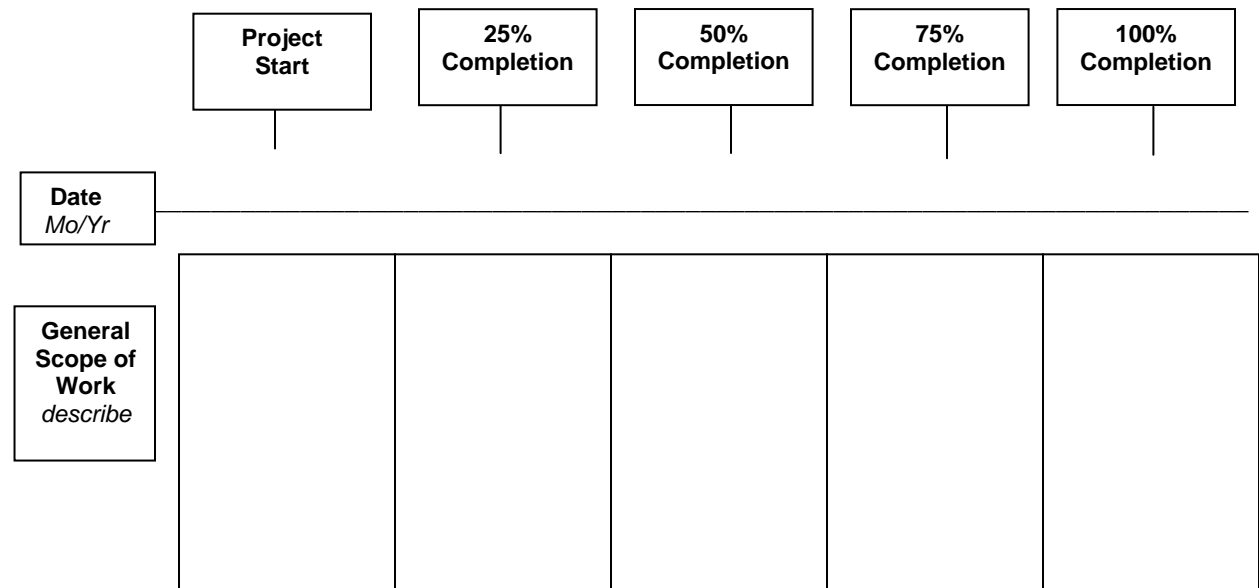 Project
Start
25%
Completion
50%
Completion
75%
Completion
100%
Completion
Date
Mo/Yr
General
Scope of
Work
describe